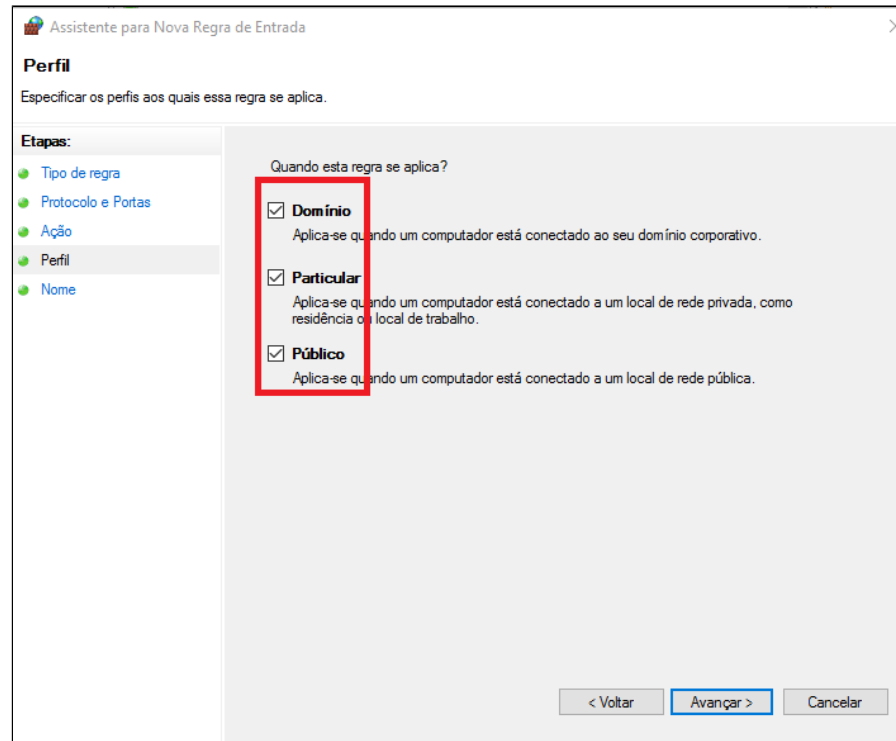 Assistente para Nova Regra de Entrada
Perfil
Especificar os perfis aos quais essa regra se aplica.
Etapas:
Tipo de regra
Protocolo e Portas
Ação
Perfil
Nome
Quando esta regra se aplica?
Domínio
Aplica-se quando um computador está conectado ao seu domínio corporativo.
Particular
Aplica-se quando um computador está conectado a um local de rede privada, como
residência ou local de trabalho.
Público
Aplica-se quando um computador está conectado a um local de rede pública.
< Voltar
Avançar >
Cancelar